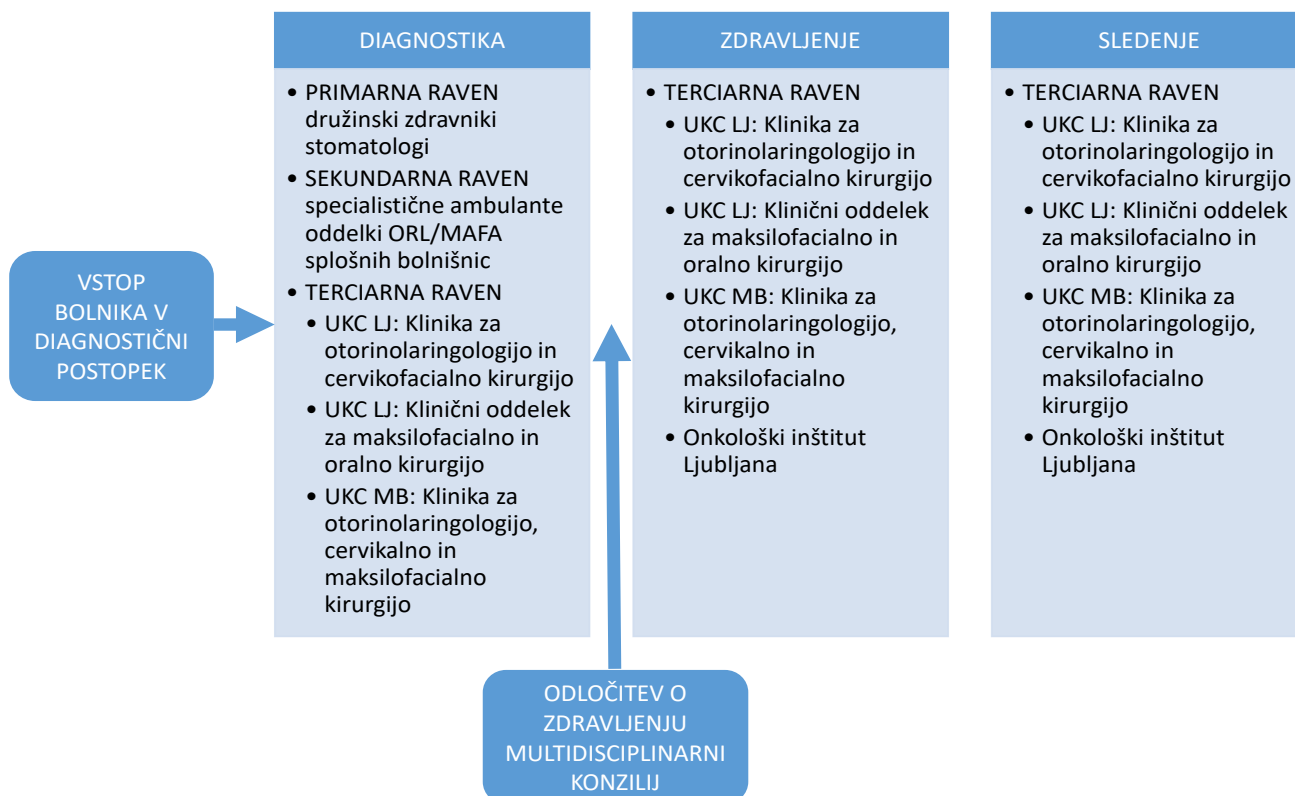 VSTOP
BOLNIKA V
DIAGNOSTIČNI
POSTOPEK
DIAGNOSTIKA
• PRIMARNA RAVEN
družinski zdravniki
stomatologi
• SEKUNDARNA RAVEN
specialistične ambulante
oddelki ORL/MAFA
splošnih bolnišnic
• TERCIARNA RAVEN
• UKC LJ: Klinika za
otorinolaringologijo in
cervikofacialno kirurgijo
• UKC LJ: Klinični oddelek
za maksilofacialno in
oralno kirurgijo
• UKC MB: Klinika za
otorinolaringologijo,
cervikalno in
maksilofacialno
kirurgijo
ODLOČITEV O
ZDRAVLJENJU
MULTIDISCIPLINARNI
KONZILIJ
ZDRAVLJENJE
• TERCIARNA RAVEN
• UKC LJ: Klinika za
otorinolaringologijo in
cervikofacialno kirurgijo
• UKC LJ: Klinični oddelek
za maksilofacialno in
oralno kirurgijo
• UKC MB: Klinika za
otorinolaringologijo,
cervikalno in
maksilofacialno
kirurgijo
• Onkološki inštitut
Ljubljana
SLEDENJE
• TERCIARNA RAVEN
• UKC LJ: Klinika za
otorinolaringologijo in
cervikofacialno kirurgijo
• UKC LJ: Klinični oddelek
za maksilofacialno in
oralno kirurgijo
• UKC MB: Klinika za
otorinolaringologijo,
cervikalno in
maksilofacialno
kirurgijo
• Onkološki inštitut
Ljubljana